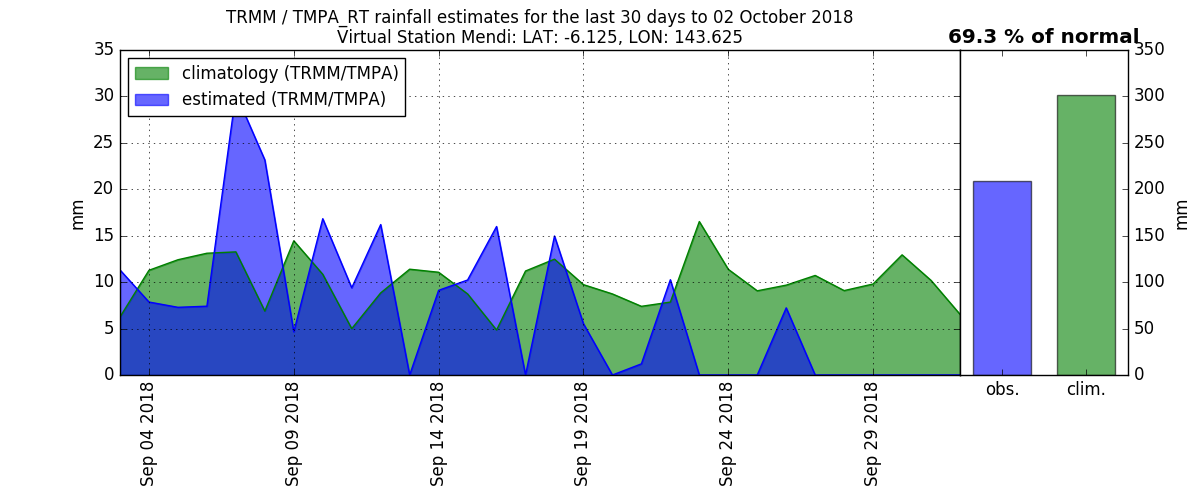 TRMM / TMPA_RT rainfall estimates for the last 30 days to 02 October 2018
Virtual Station Mendi: LAT: -6.125, LON: 143.625
69.3 % of normal
climatology (TRMM/TMPA)
estimated (TRMM/TMPA)
35
30
25
20
15
10
5
0
mm
350
300
250
200
150
100
50
0
mm
Sep 04 2018
Sep 09 2018
Sep 14 2018
Sep 19 2018
Sep 24 2018
Sep 29 2018
obs.
clim.